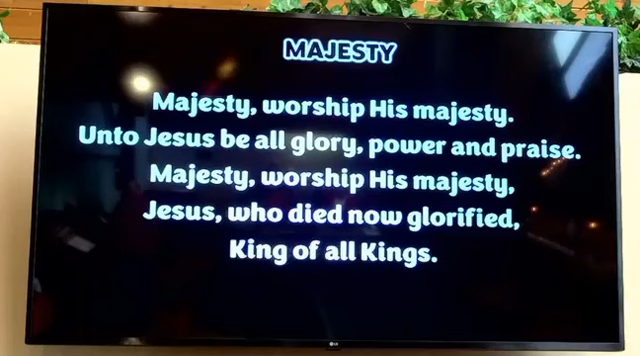 MAJESTY
Majesty, worship His majesty.
Unto Jesus be all glory, power and praise.
Majesty, worship His majesty,
Jesus, who died now glorified,
King of all Kings.
LG